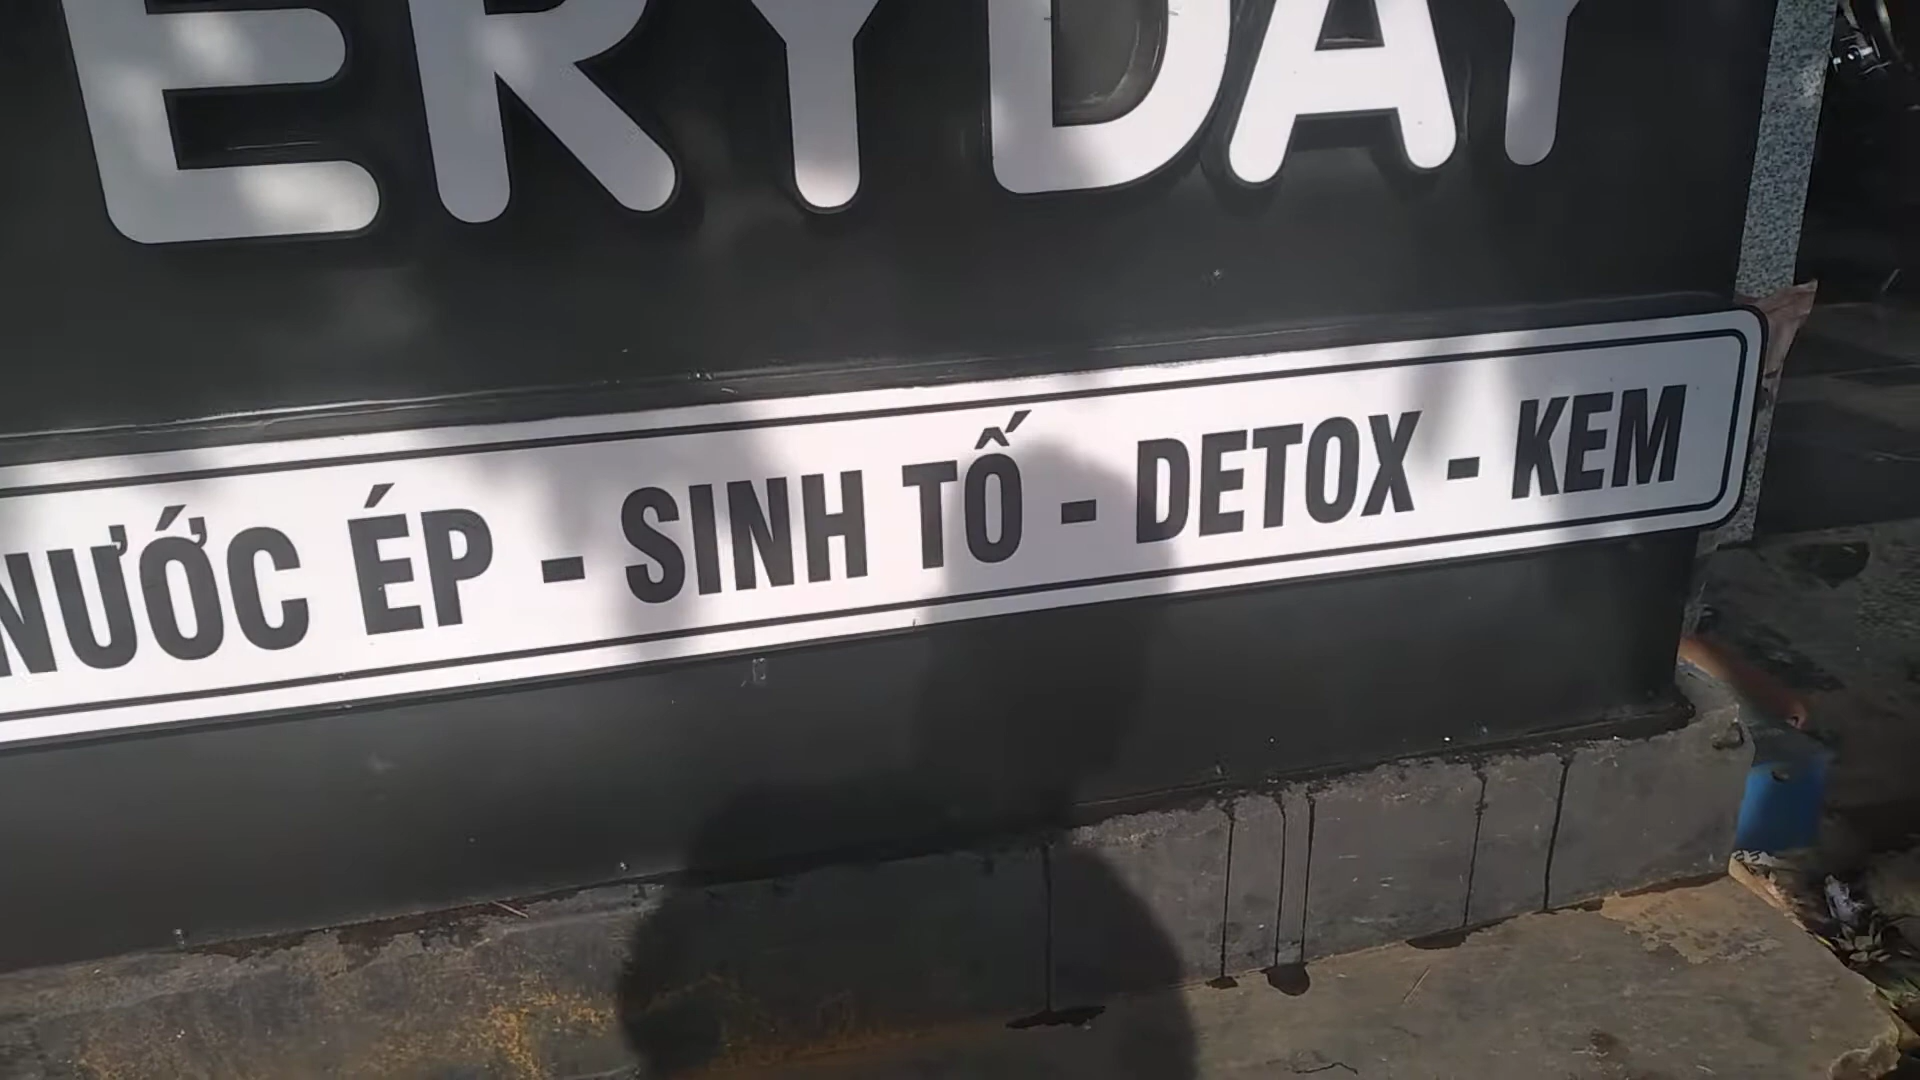 ERYDAY
NƯỚC ÉP - SINH TỐ - DETOX - KEM